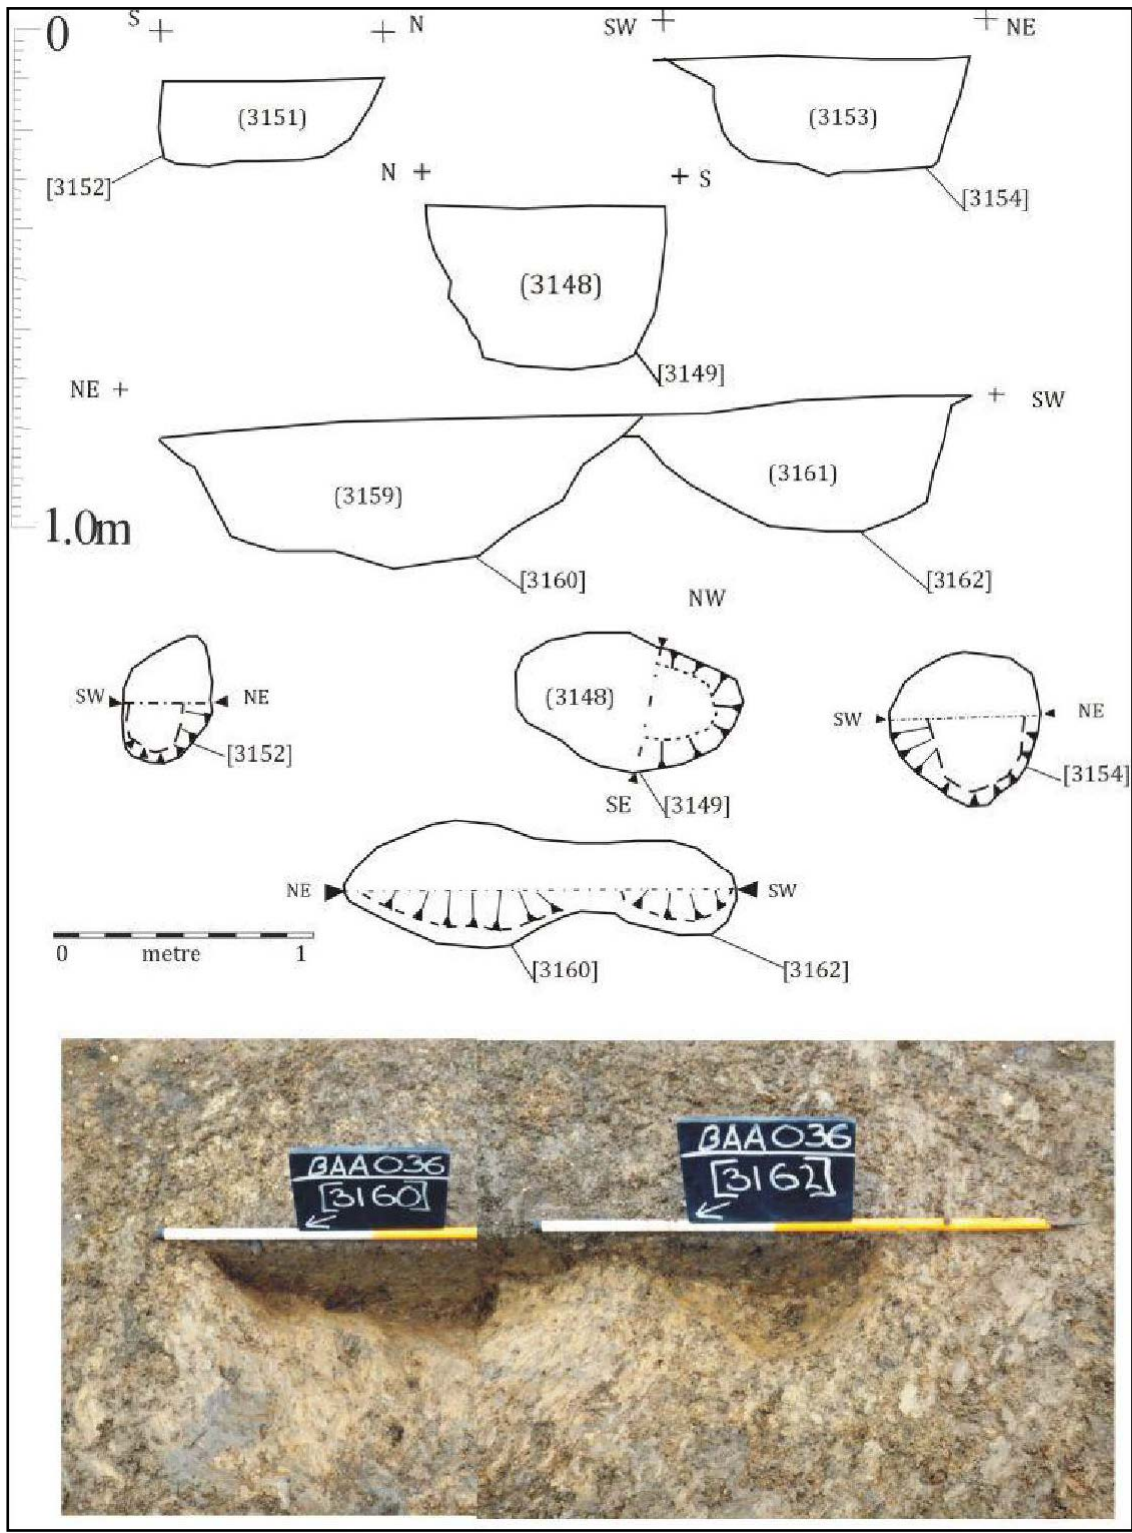 0
S
N
SW
NE
(3151)
(3153)
[3152]
[3154]
N
S
(3148)
[3149]
NE
SW
(3159)
(3161)
1.0m
[3160]
[3162]
NW
SW
NE
(3148)
SW
NE
[3152]
[3154]
SE
[3149]
NE
SW
0 metre 1
[3160]
[3162]
BAA036
[3160]
BAA036
[3162]